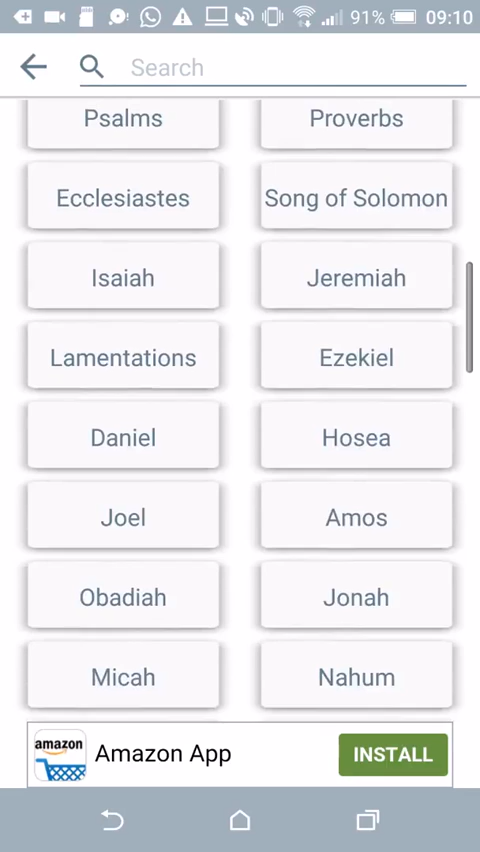 91% 09:10
Search
Psalms Proverbs
Ecclesiastes Song of Solomon
Isaiah Jeremiah
Lamentations Ezekiel
Daniel Hosea
Joel Amos
Obadiah Jonah
Micah Nahum
amazon Amazon App INSTALL